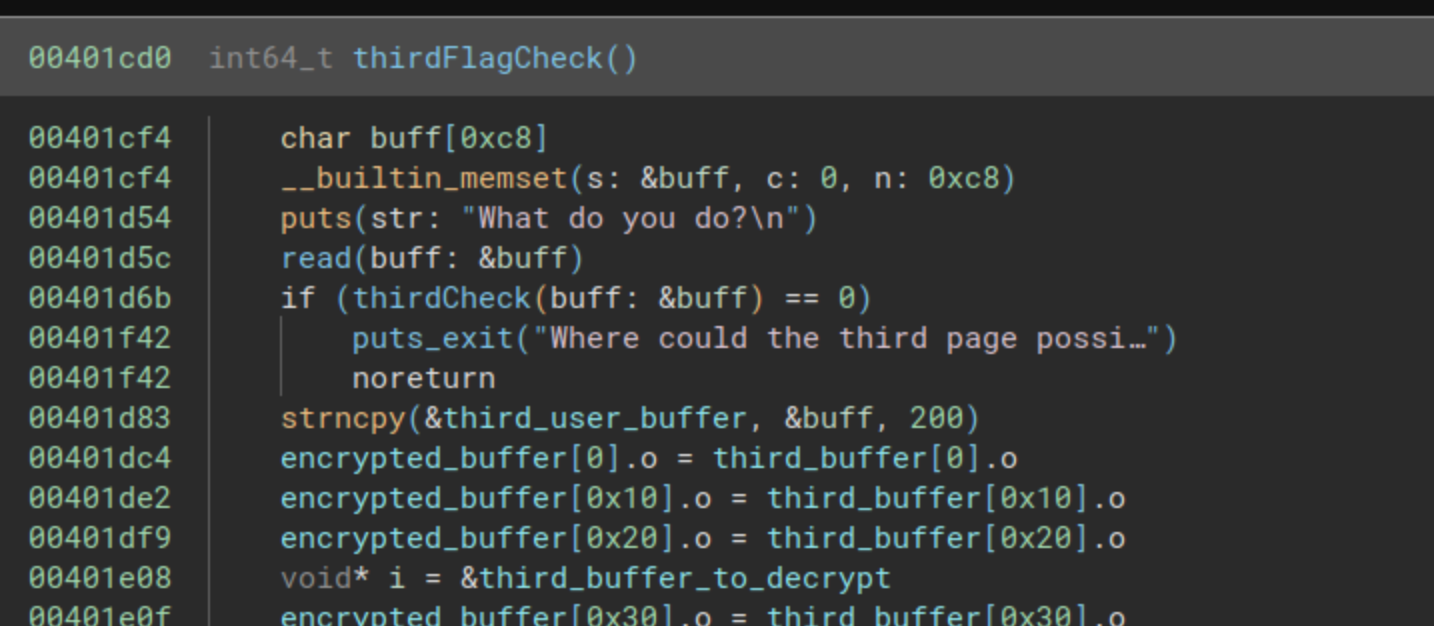 00401cd0 int64_t thirdFlagCheck()
00401cf4 char buff[0xc8]
00401cf4 __builtin_memset(s: &buff, c: 0, n: 0xc8)
00401d54 puts(str: "What do you do?\n")
00401d5c read(buff: &buff)
00401d6b if (thirdCheck(buff: &buff) == 0)
00401f42 puts_exit("Where could the third page possi…")
00401f42 noreturn
00401d83 strncpy(&third_user_buffer, &buff, 200)
00401dc4 encrypted_buffer[0].o = third_buffer[0].o
00401de2 encrypted_buffer[0x10].o = third_buffer[0x10].o
00401df9 encrypted_buffer[0x20].o = third_buffer[0x20].o
00401e08 void* i = &third_buffer_to_decrypt
00401e0f encrypted_buffer[0x30].o = third_buffer[0x30].o